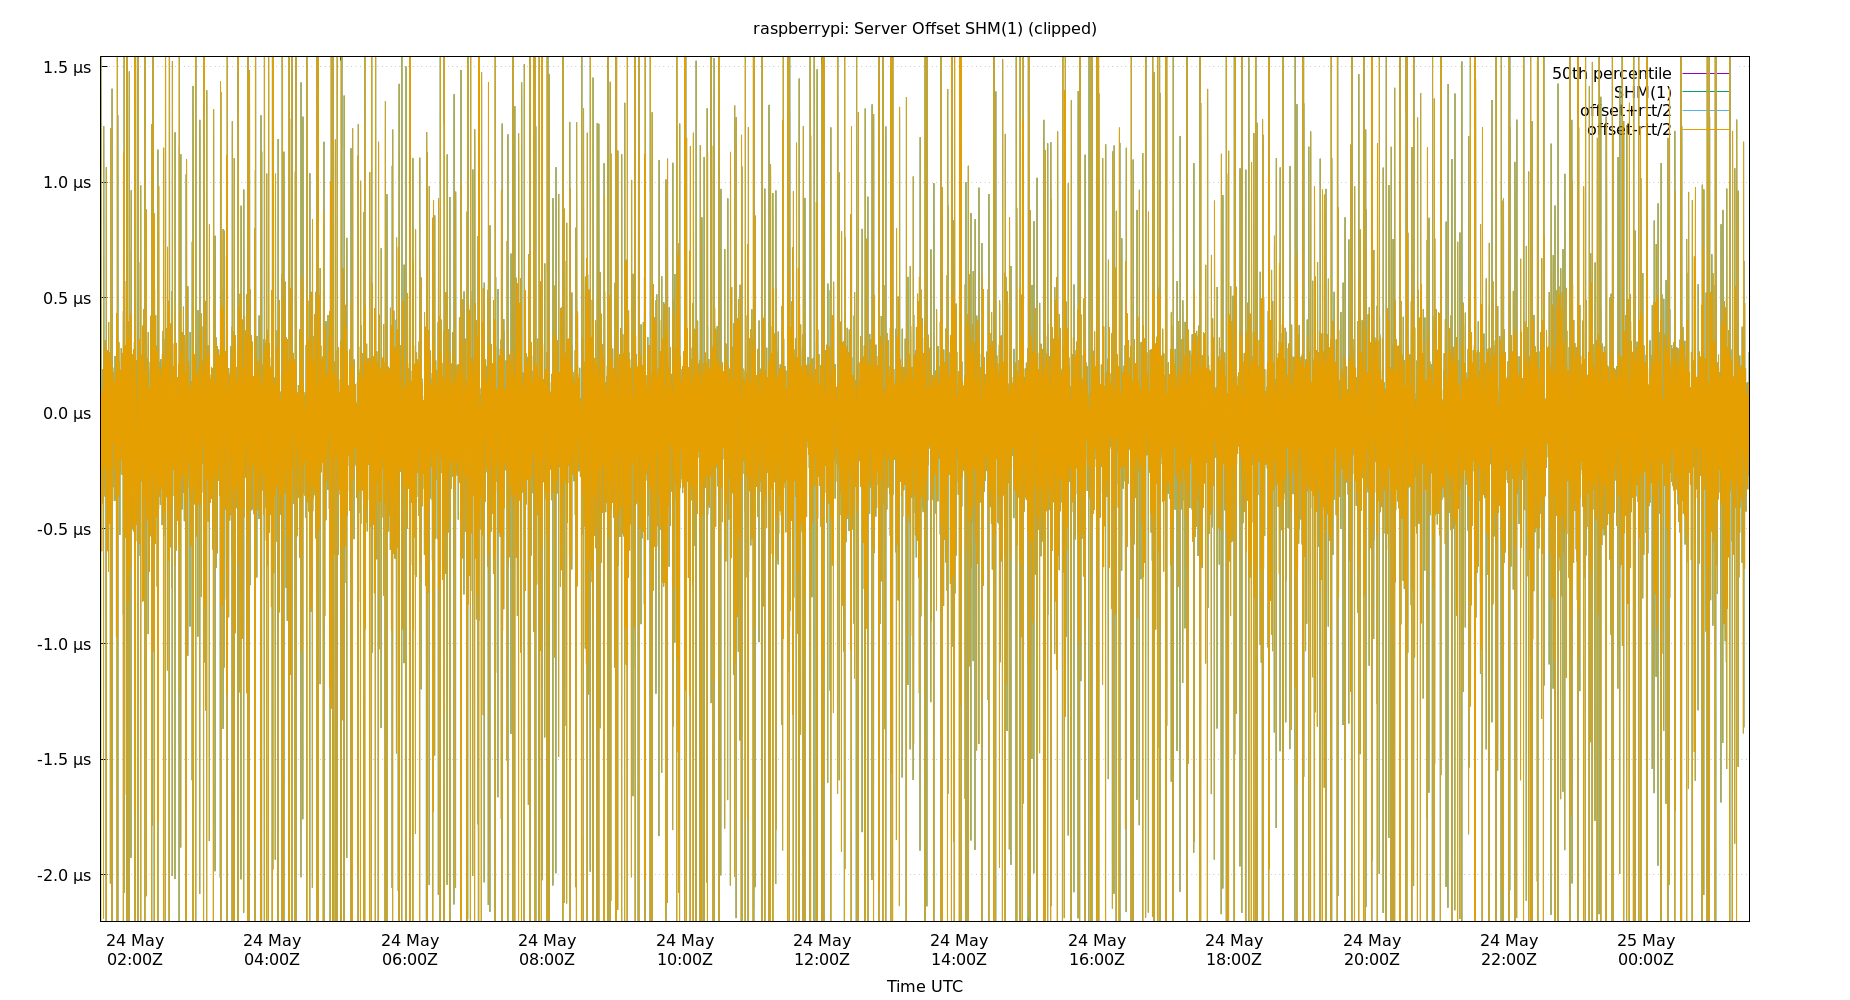 raspberrypi: Server Offset SHM(1) (clipped)
1.5 µs
1.0 µs
0.5 µs
0.0 µs
-0.5 µs
-1.0 µs
-1.5 µs
-2.0 µs
50th percentile
SHM(1)
offset+rtt/2
offset-rtt/2
24 May 24 May 24 May 24 May 24 May 24 May 24 May 24 May 24 May 24 May 24 May 25 May
02:00Z 04:00Z 06:00Z 08:00Z 10:00Z 12:00Z 14:00Z 16:00Z 18:00Z 20:00Z 22:00Z 00:00Z
Time UTC